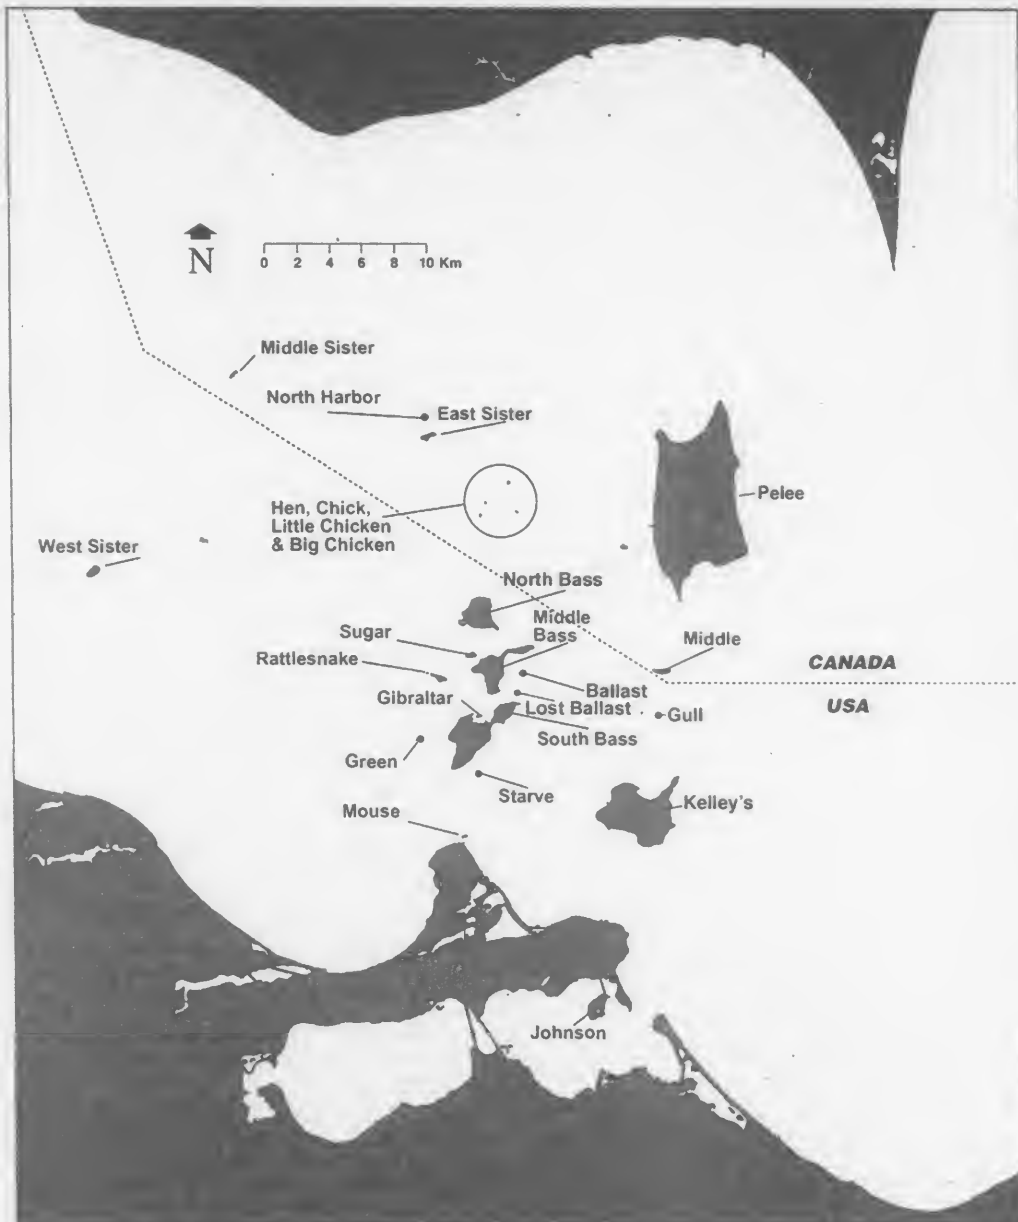 N
0 2 4 6 8 10 Km
Middle Sister
North Harbor
East Sister
Pelee
Hen, Chick,
Little Chicken
& Big Chicken
West Sister
North Bass
Middle
Bass
Sugar
Middle
Rattlesnake
CANADA
Ballast
Gibraltar
Lost Ballast
USA
Gull
South Bass
Green
Starve
Kelley's
Mouse
Johnson